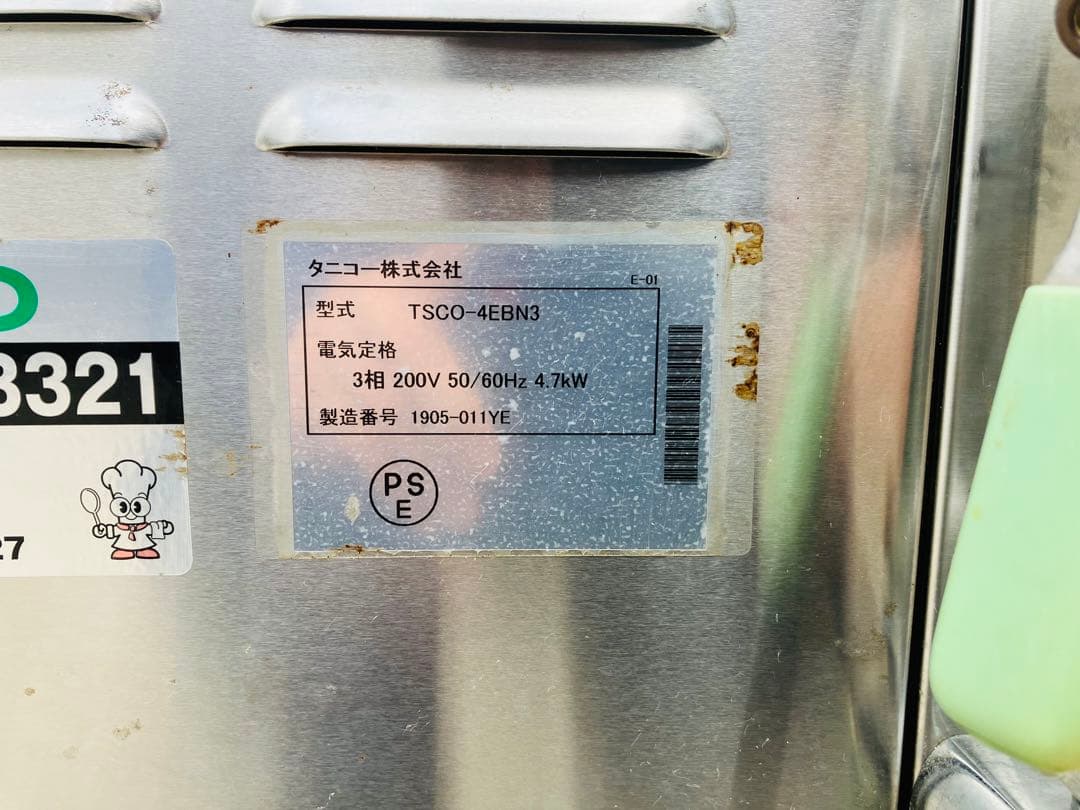 タニコー株式会社
E-01
型式 TSCO-4EBN3
電気定格
3相 200V 50/60Hz 4.7kW
製造番号 1905-011YE
PS
E
3321
27